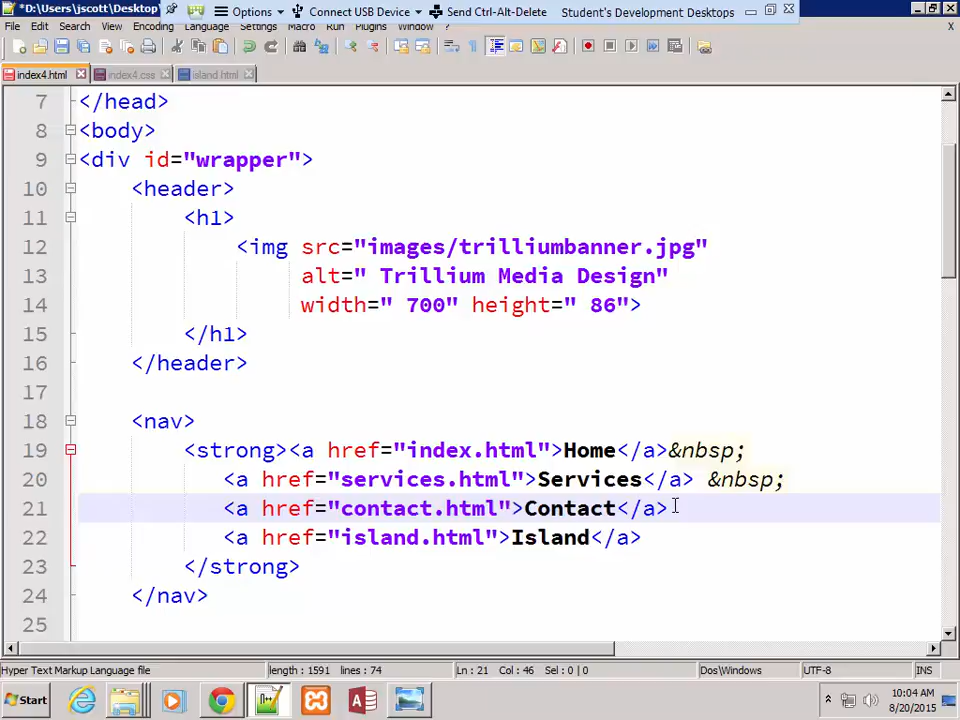 *D:\Users\jscott\Desktop\ Options Connect USB Device Send Ctrl-Alt-Delete Student's Development Desktops
File Edit Search View Encoding Language Settings Macro Run Plugins Window X
index4.html index4.css island.html
7 </head>
8 <body>
9 <div id="wrapper">
10 <header>
11 <h1>
12 <img src="images/trilliumbanner.jpg"
13 alt=" Trillium Media Design"
14 width=" 700" height=" 86">
15 </h1>
16 </header>
17
18 <nav>
19 <strong><a href="index.html">Home</a>&nbsp;
20 <a href="services.html">Services</a> &nbsp;
21 <a href="contact.html">Contact</a>
22 <a href="island.html">Island</a>
23 </strong>
24 </nav>
25
Hyper Text Markup Language file length : 1591 lines : 74 Ln : 21 Col : 46 Sel : 0 | 0 Dos\Windows UTF-8 INS
Start 10:04 AM
8/20/2015